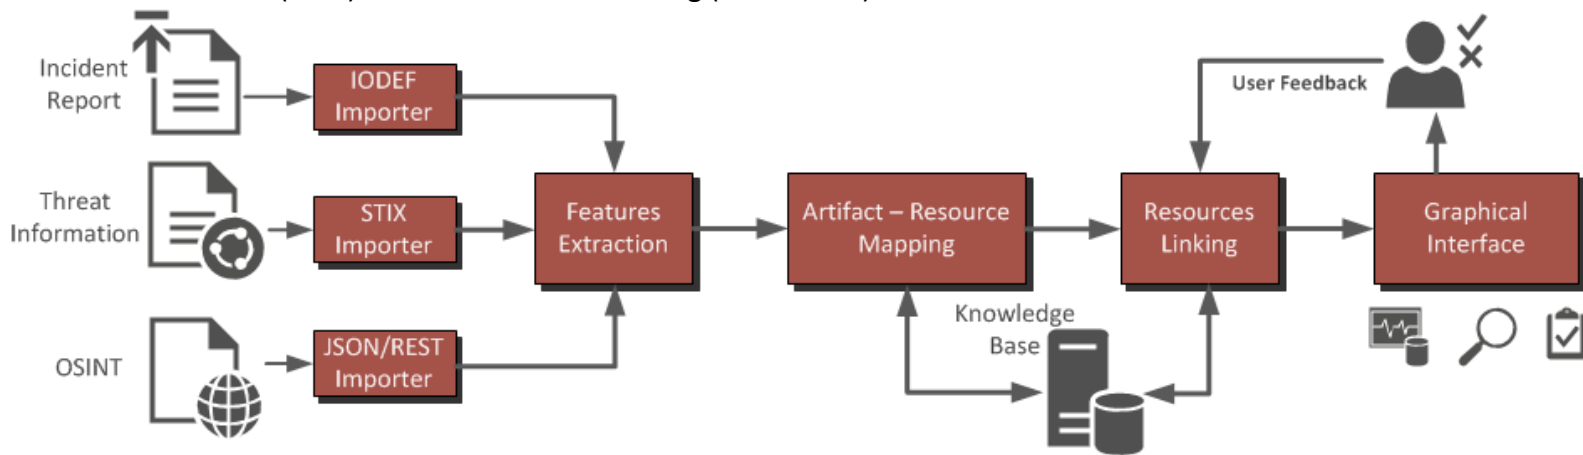 Incident
Report
IODEF
Importer
User Feedback
Threat
Information
STIX
Importer
Features
Extraction
Artifact – Resource
Mapping
Resources
Linking
Graphical
Interface
Knowledge
Base
OSINT
JSON/REST
Importer